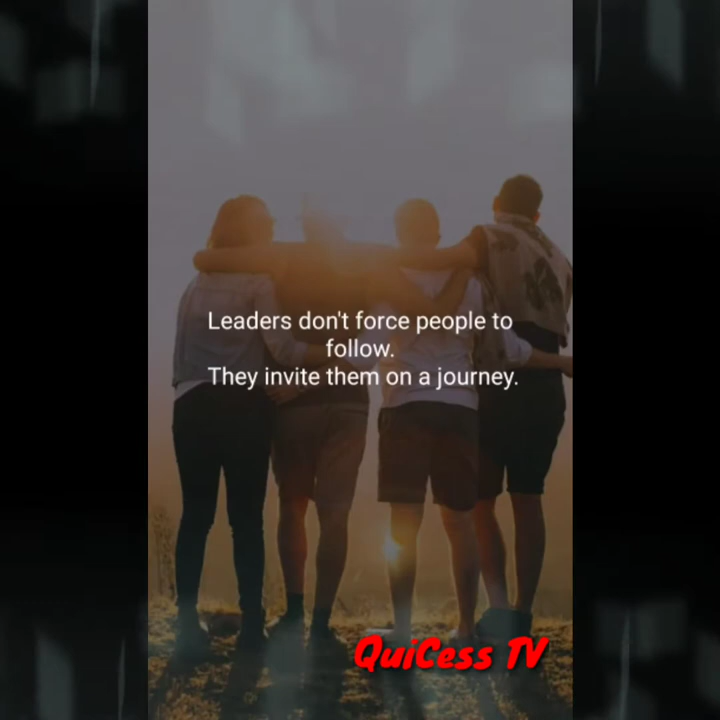 Leaders don't force people to
follow.
They invite them on a journey.
QuiCess TV